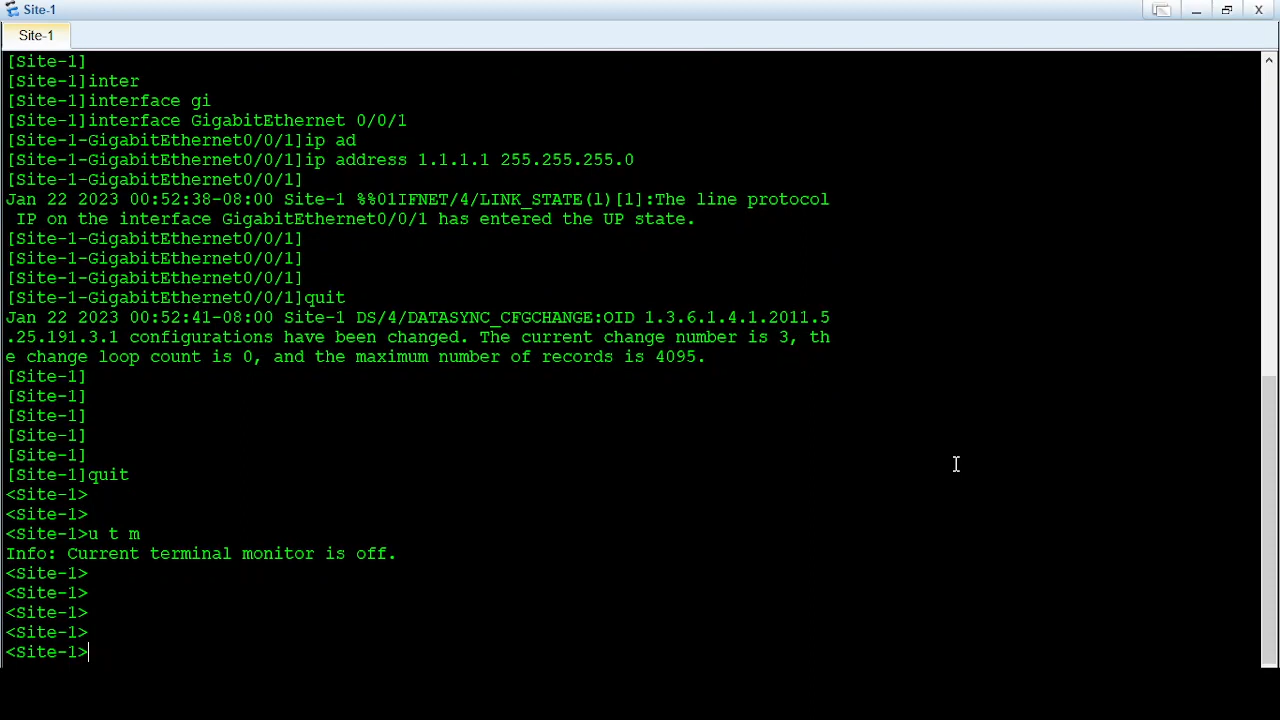 Site-1
Site-1
[Site-1]
[Site-1]inter
[Site-1]interface gi
[Site-1]interface GigabitEthernet 0/0/1
[Site-1-GigabitEthernet0/0/1]ip ad
[Site-1-GigabitEthernet0/0/1]ip address 1.1.1.1 255.255.255.0
[Site-1-GigabitEthernet0/0/1]
Jan 22 2023 00:52:38-08:00 Site-1 %%01IFNET/4/LINK_STATE(l)[1]:The line protocol
IP on the interface GigabitEthernet0/0/1 has entered the UP state.
[Site-1-GigabitEthernet0/0/1]
[Site-1-GigabitEthernet0/0/1]
[Site-1-GigabitEthernet0/0/1]
[Site-1-GigabitEthernet0/0/1]quit
Jan 22 2023 00:52:41-08:00 Site-1 DS/4/DATASYNC_CFGCHANGE:OID 1.3.6.1.4.1.2011.5
.25.191.3.1 configurations have been changed. The current change number is 3, th
e change loop count is 0, and the maximum number of records is 4095.
[Site-1]
[Site-1]
[Site-1]
[Site-1]
[Site-1]
[Site-1]quit
<Site-1>
<Site-1>
<Site-1>u t m
Info: Current terminal monitor is off.
<Site-1>
<Site-1>
<Site-1>
<Site-1>
<Site-1>